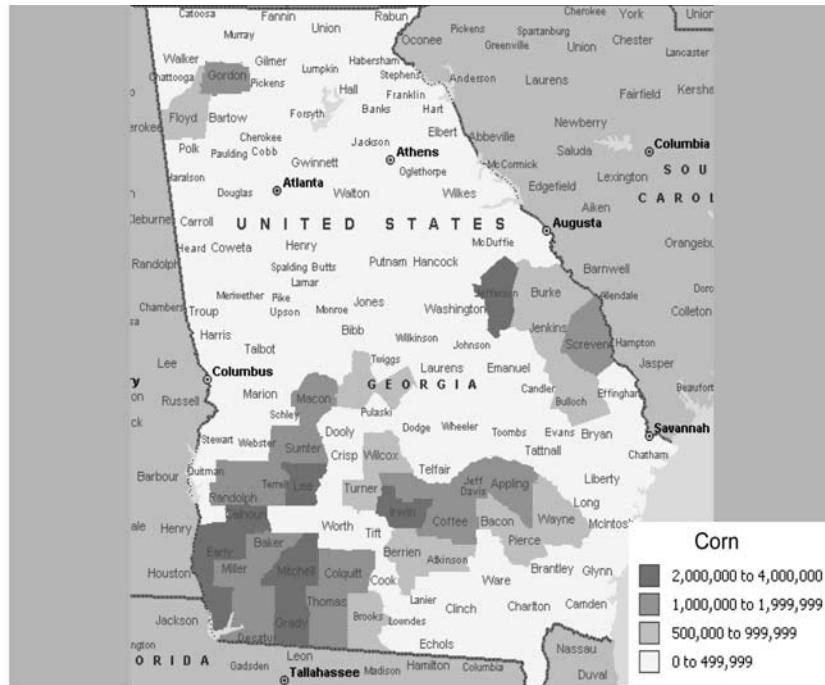 Catoosa Fannin Union Rabun Cherokee York Union
Murray Oconee Pickens Spartanburg Chester
Greenville Union Lancaster
Walker Gilmer Habersham
Chattooga Gordon Pickens Lumpkin Stephens Anderson Laurens
Hall Franklin Fairfield Kersha
Floyd Bartow Forsyth Banks Hart
erokee Newberry
Polk Cherokee Elbert Abbeville
Paulding Cobb Jackson Athens Saluda Columbia
Gwinnett Oglethorpe McCormick Lexington S O U
Haralson Atlanta Edgefield
Douglas Walton Wilkes C A R O L
Aiken
Cleburne Carroll U N I T E D S T A T E S Augusta
McDuffie Orangebu
Heard Coweta Henry
Randolph Putnam Hancock Barnwell
Spalding Butts
Lamar Jefferson Burke Allendale
Meriwether Pike Jones Washington Colleton
Chambers Troup Upson Monroe
Harris Bibb Jenkins
Talbot Wilkinson Johnson Screven Hampton
Lee Twiggs Jasper
Columbus Laurens Emanuel
G E O R G I A Candler Effingham Beaufort
Russell Marion Macon Bulloch
Schley Pulaski
Stewart Webster Dooly Dodge Wheeler Toombs Evans Bryan Savannah
Sumter Crisp Wilcox Tattnall Chatham
Barbour Quitman Telfair
Terrell Lee Turner Jeff Davis Appling Liberty
Randolph Long
Calhoun Irwin
Henry Worth Tift Coffee Bacon Wayne McIntosh
Early Baker Pierce
Houston Miller Mitchell Colquitt Berrien Atkinson Brantley Glynn
Cook Ware
Thomas Lanier Clinch Charlton Camden
Jackson Grady Brooks Lowndes
Echols
Leon Nassau
O R I D A Gadsden Tallahassee Madison Hamilton Columbia Duval
Corn
2,000,000 to 4,000,000
1,000,000 to 1,999,999
500,000 to 999,999
0 to 499,999